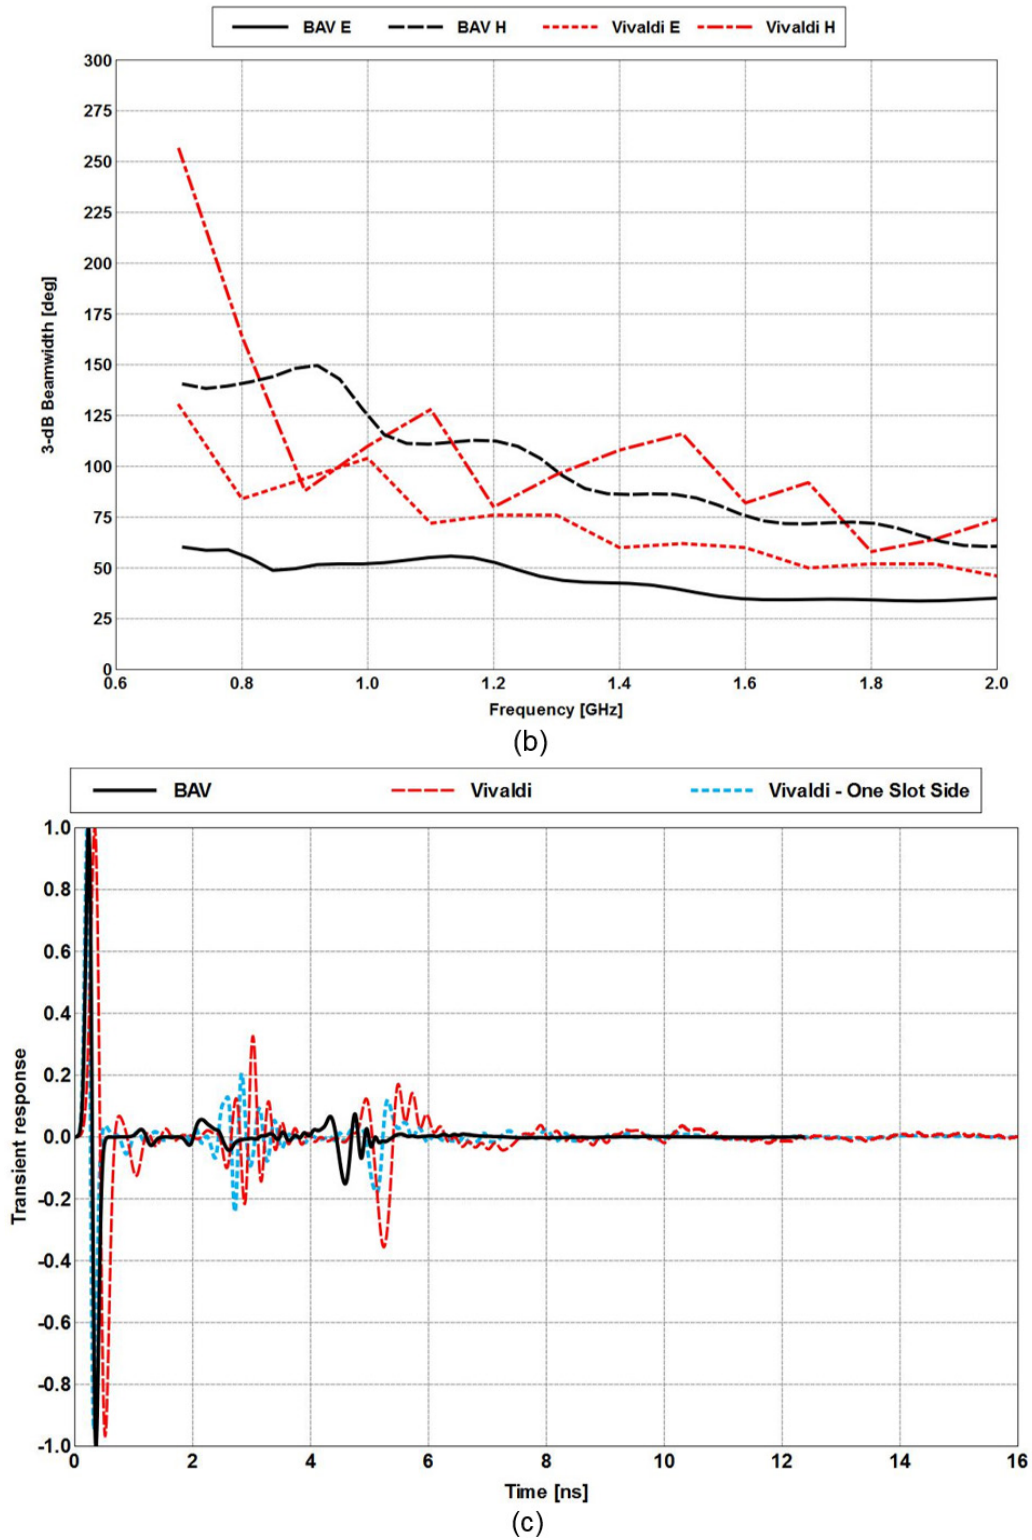 BAV E BAV H Vivaldi E Vivaldi H
300
275
250
225
200
175
150
125
100
75
50
25
0
3-dB Beamwidth [deg]
0.6 0.8 1.0 1.2 1.4 1.6 1.8 2.0
Frequency [GHz]
(b)
BAV Vivaldi Vivaldi - One Slot Side
1.0
0.8
0.6
0.4
0.2
0.0
-0.2
-0.4
-0.6
-0.8
-1.0
Transient response
0 2 4 6 8 10 12 14 16
Time [ns]
(c)